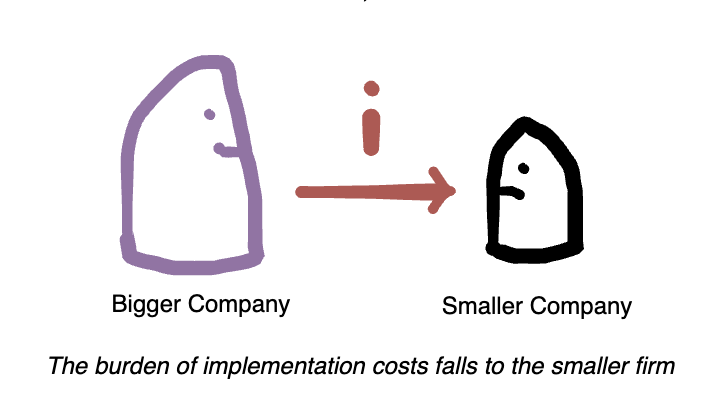 i
Bigger Company
Smaller Company
The burden of implementation costs falls to the smaller firm